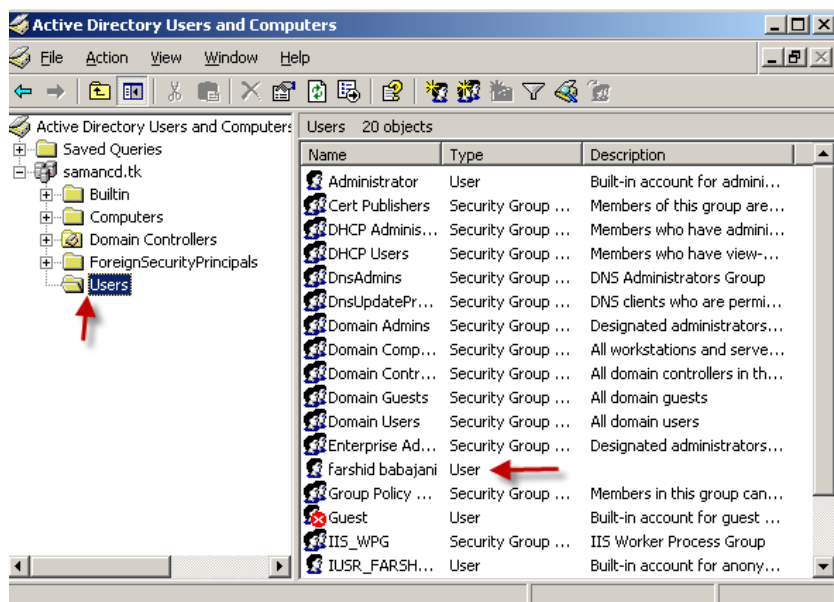 Active Directory Users and Computers
File Action View Window Help
Active Directory Users and Computers
Saved Queries
samancd.tk
Builtin
Computers
Domain Controllers
ForeignSecurityPrincipals
Users
Users 20 objects
Name Type Description
Administrator User Built-in account for admini...
Cert Publishers Security Group ... Members of this group are...
DHCP Adminis... Security Group ... Members who have admini...
DHCP Users Security Group ... Members who have view-...
DnsAdmins Security Group ... DNS Administrators Group
DnsUpdatePr... Security Group ... DNS clients who are permi...
Domain Admins Security Group ... Designated administrators...
Domain Comp... Security Group ... All workstations and serve...
Domain Contr... Security Group ... All domain controllers in th...
Domain Guests Security Group ... All domain guests
Domain Users Security Group ... All domain users
Enterprise Ad... Security Group ... Designated administrators...
farshid babajani User
Group Policy ... Security Group ... Members in this group can...
Guest User Built-in account for guest ...
IIS_WPG Security Group ... IIS Worker Process Group
IUSR_FARSH... User Built-in account for anony...